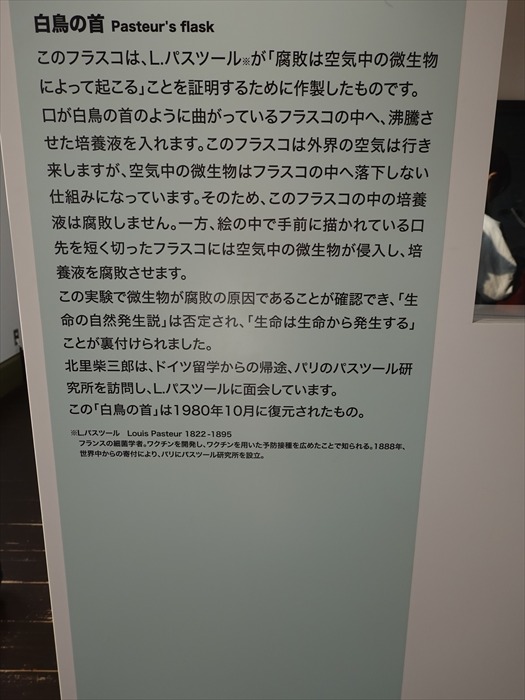 白鳥の首 Pasteur's flask
このフラスコは、L.パスツール※が「腐敗は空気中の微生物
によって起こる」ことを証明するために作製したものです。
口が白鳥の首のように曲がっているフラスコの中へ、沸騰さ
せた培養液を入れます。このフラスコは外界の空気は行き
来しますが、空気中の微生物はフラスコの中へ落下しない
仕組みになっています。そのため、このフラスコの中の培養
液は腐敗しません。一方、絵の中で手前に描かれている口
先を短く切ったフラスコには空気中の微生物が侵入し、培
養液を腐敗させます。
この実験で微生物が腐敗の原因であることが確認でき、「生
命の自然発生説」は否定され、「生命は生命から発生する」
ことが裏付けられました。
北里柴三郎は、ドイツ留学からの帰途、パリのパスツール研
究所を訪問し、L.パスツールに面会しています。
この「白鳥の首」は1980年10月に復元されたもの。
※L.パスツール Louis Pasteur 1822-1895
フランスの細菌学者。ワクチンを開発し、ワクチンを用いた予防接種を広めたことで知られる。1888年、
世界中からの寄付により、パリにパスツール研究所を設立。